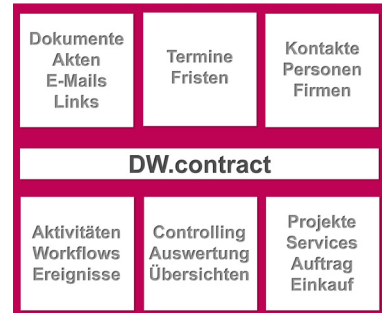 Dokumente
Akten
E-Mails
Links
Termine
Fristen
Kontakte
Personen
Firmen
DW.contract
Aktivitäten
Workflows
Ereignisse
Controlling
Auswertung
Übersichten
Projekte
Services
Auftrag
Einkauf